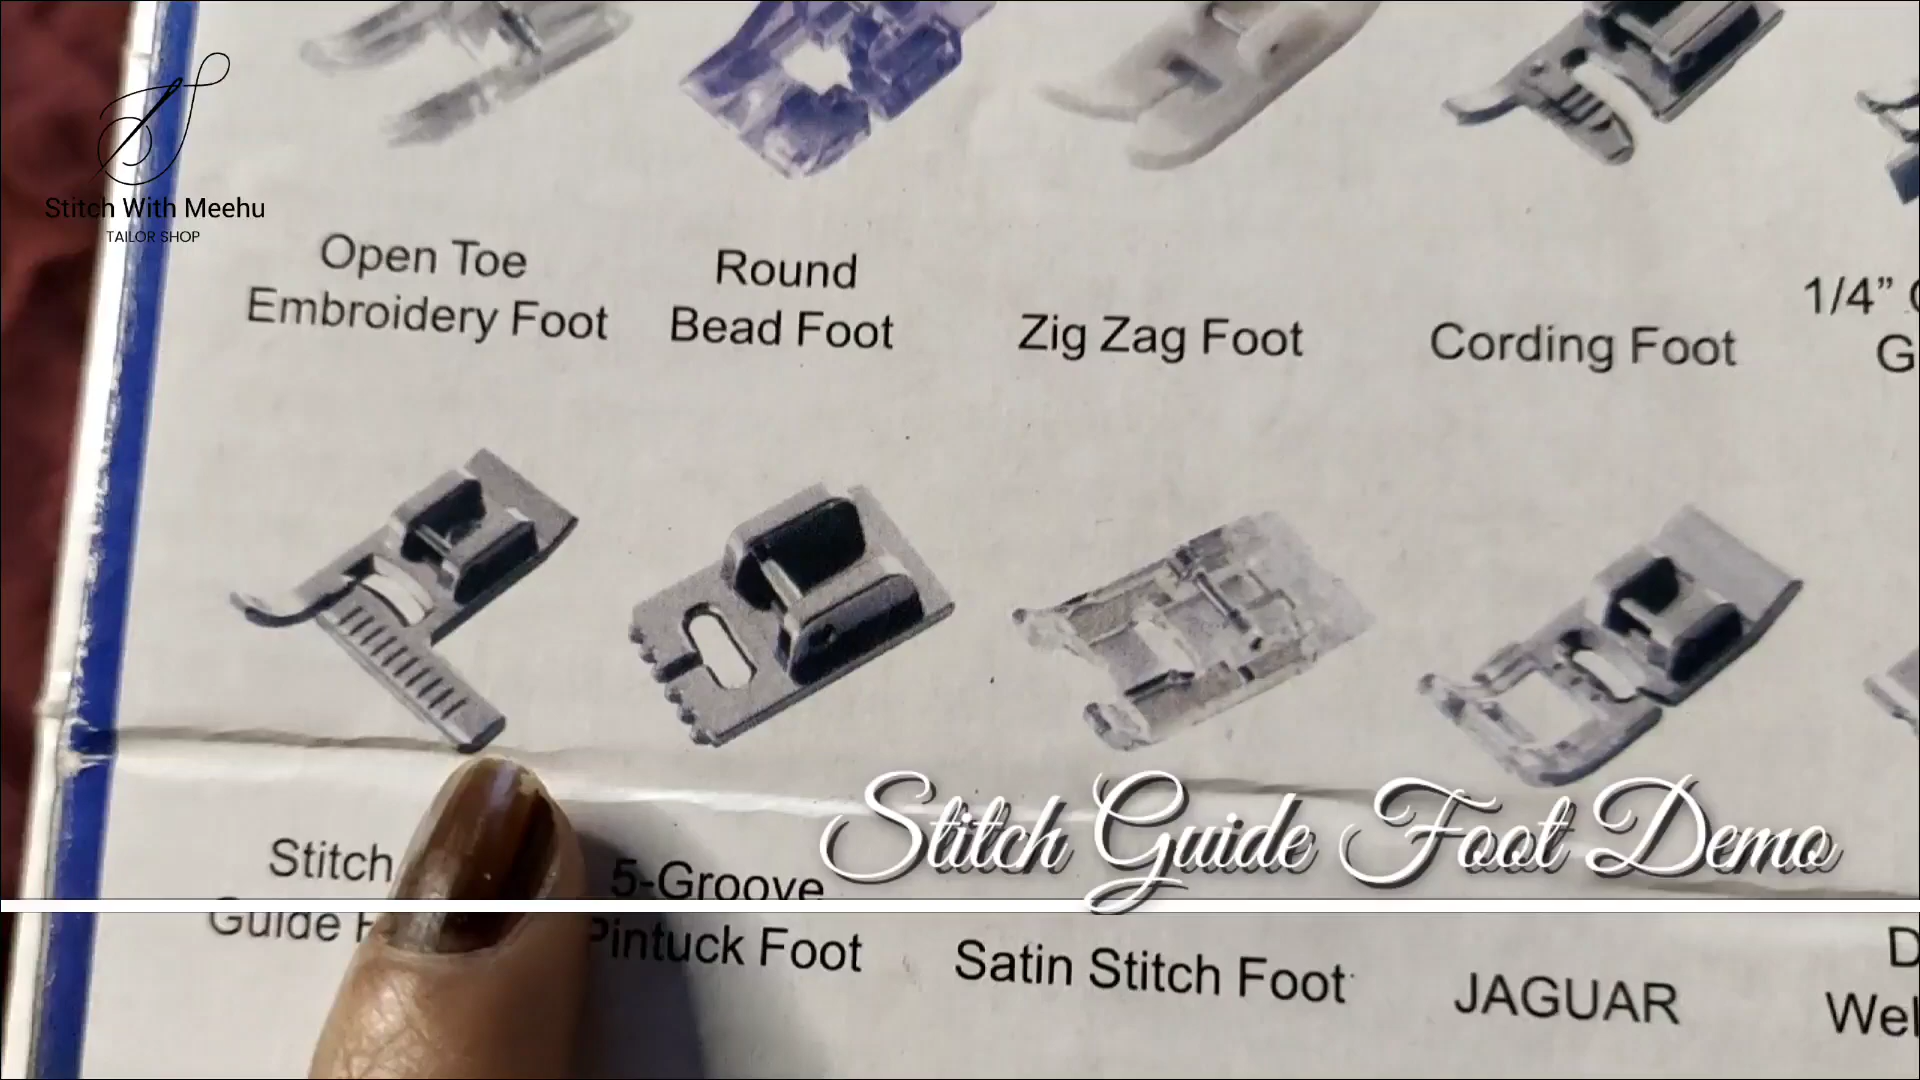 Stitch With Meehu
TAILOR SHOP
Open Toe
Embroidery Foot
Round
Bead Foot
Zig Zag Foot
Cording Foot
1/4"
Stitch
Guide
5-Groove
Pintuck Foot
Satin Stitch Foot
JAGUAR
Stitch Guide Foot Demo